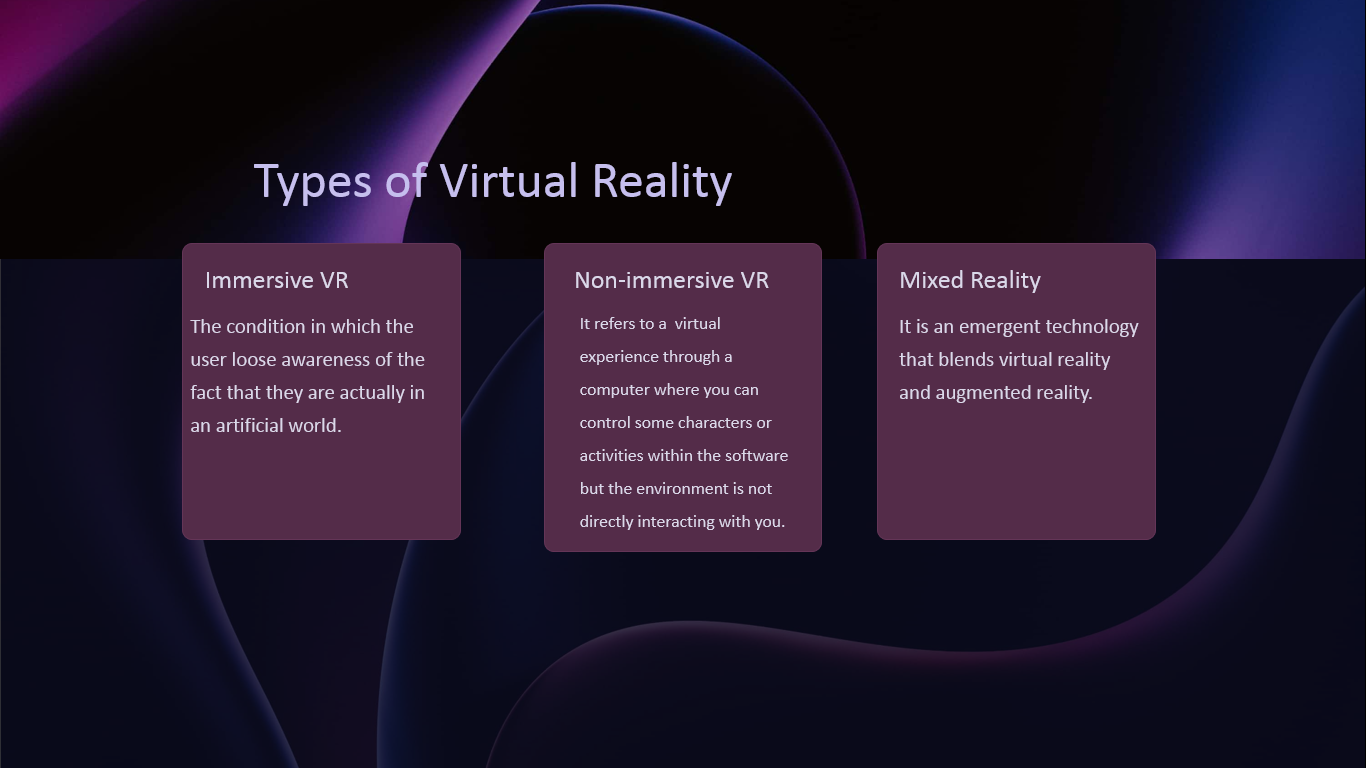 Types of Virtual Reality
Immersive VR
The condition in which the
user loose awareness of the
fact that they are actually in
an artificial world.
Non-immersive VR
It refers to a  virtual
experience through a
computer where you can
control some characters or
activities within the software
but the environment is not
directly interacting with you.
Mixed Reality
It is an emergent technology
that blends virtual reality
and augmented reality.